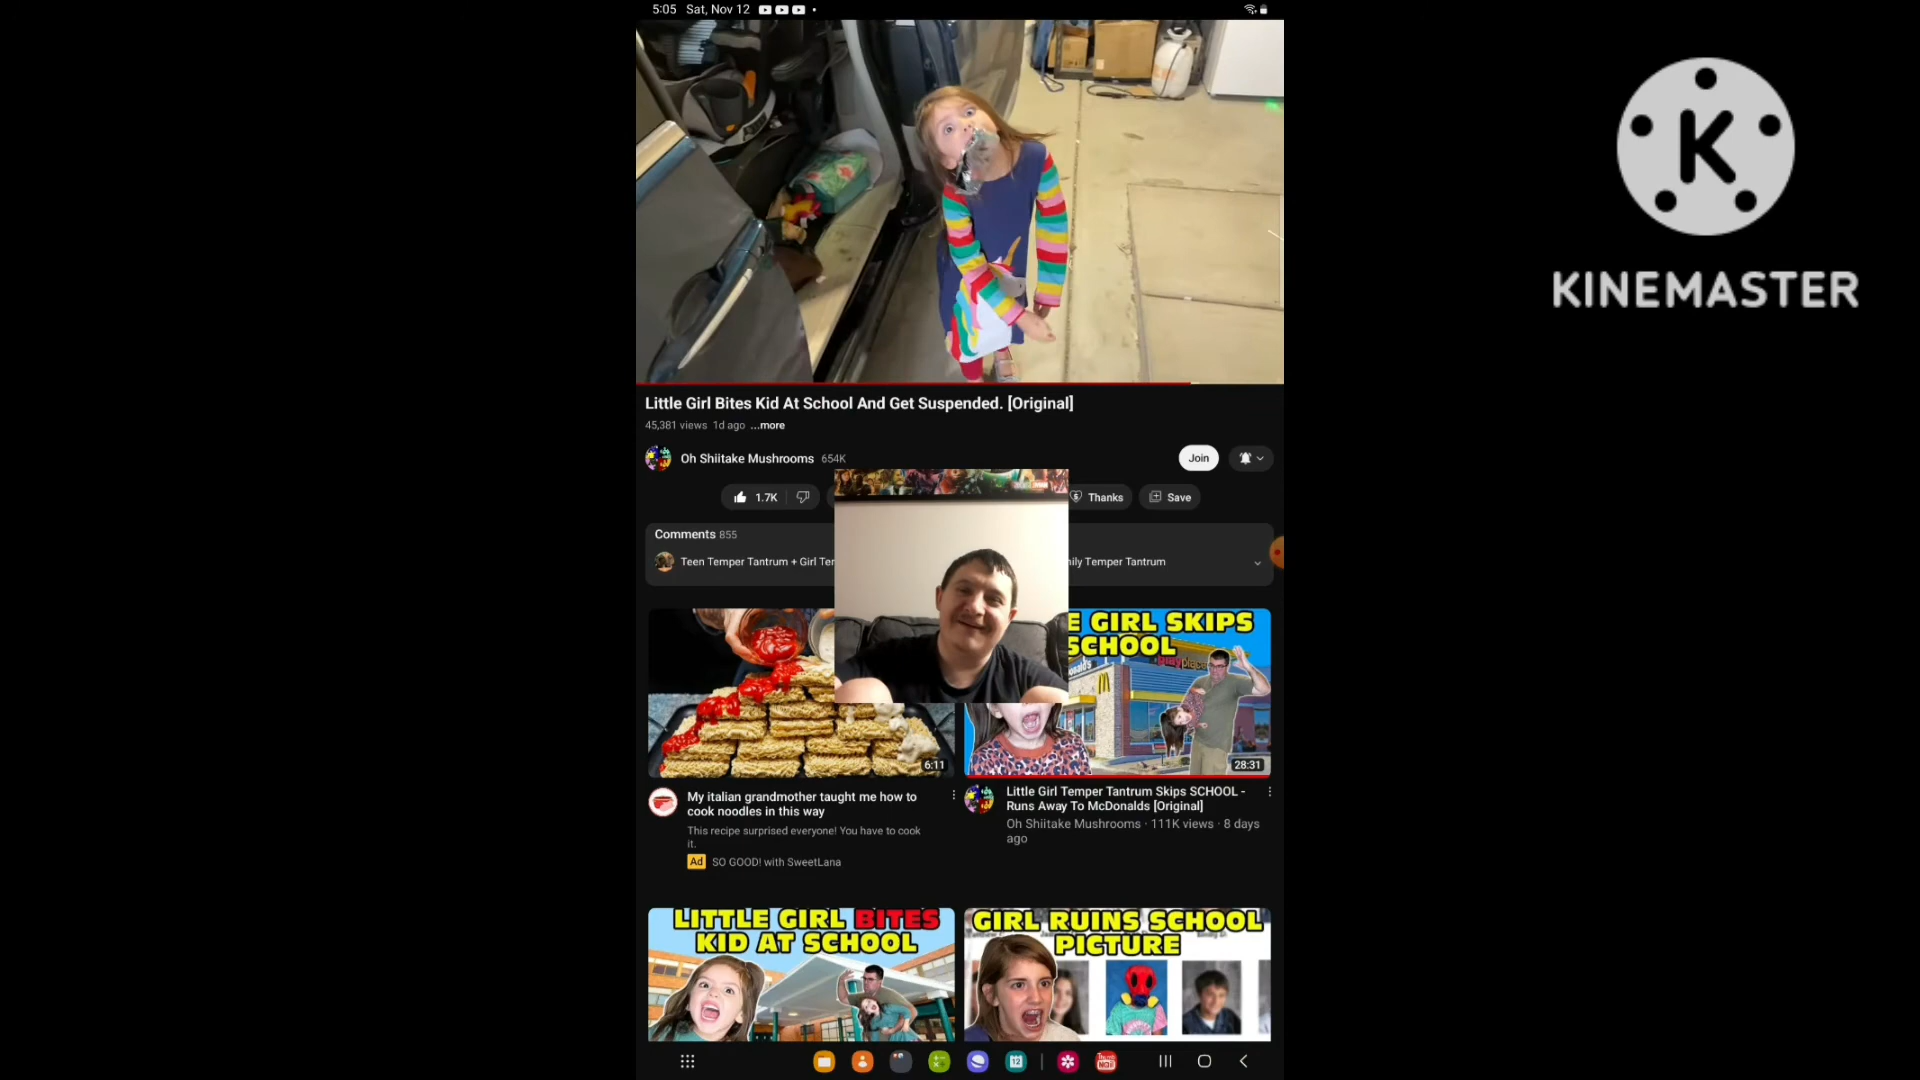 5:05 Sat, Nov 12
KINEMASTER
Little Girl Bites Kid At School And Get Suspended. [Original]
45,381 views 1d ago ...more
Oh Shiitake Mushrooms 654K
Join
1.7K
Thanks
Save
Comments 855
Teen Temper Tantrum + Girl Ter
ily Temper Tantrum
E GIRL SKIPS
SCHOOL
playplace
6:11
28:31
My italian grandmother taught me how to
cook noodles in this way
This recipe surprised everyone! You have to cook
it.
Ad SO GOOD! with SweetLana
Little Girl Temper Tantrum Skips SCHOOL -
Runs Away To McDonalds [Original]
Oh Shiitake Mushrooms · 111K views · 8 days
ago
LITTLE GIRL BITES
KID AT SCHOOL
GIRL RUINS SCHOOL
PICTURE
12